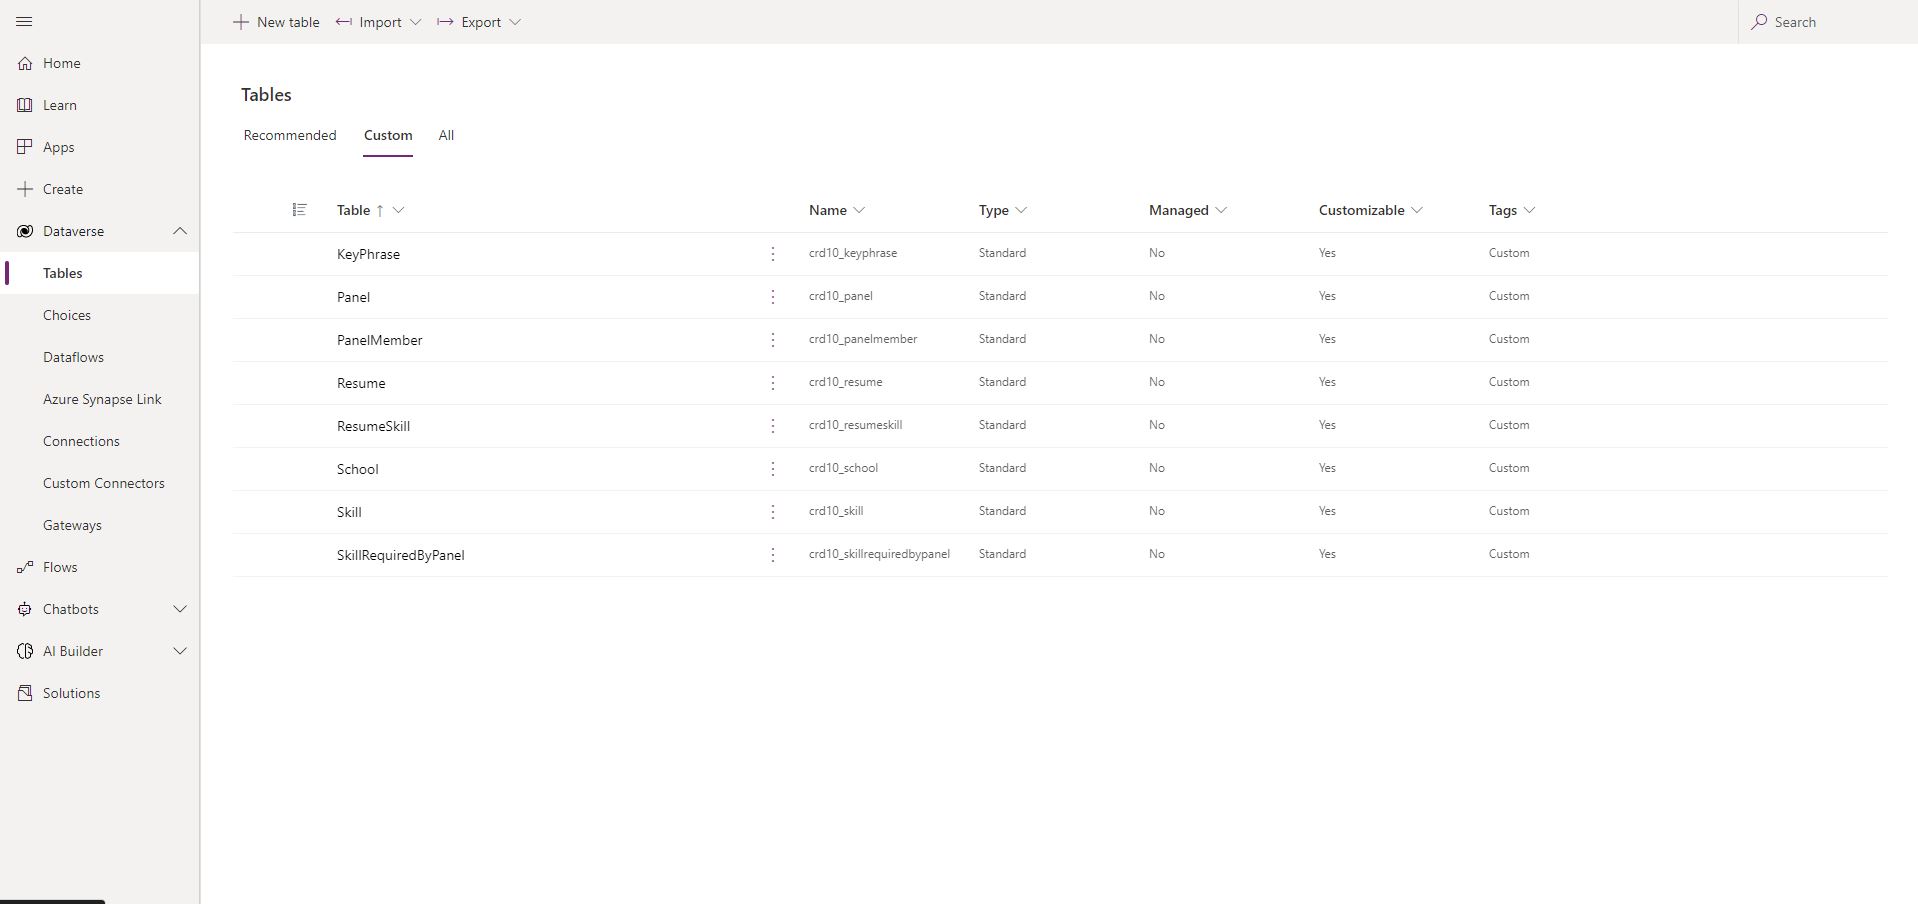 New table Import Export Search
Home
Learn
Apps
Create
Dataverse
Tables
Choices
Dataflows
Azure Synapse Link
Connections
Custom Connectors
Gateways
Flows
Chatbots
AI Builder
Solutions
Tables
Recommended Custom All
Table ↑ Name Type Managed Customizable Tags
KeyPhrase crd10_keyphrase Standard No Yes Custom
Panel crd10_panel Standard No Yes Custom
PanelMember crd10_panelmember Standard No Yes Custom
Resume crd10_resume Standard No Yes Custom
ResumeSkill crd10_resumeskill Standard No Yes Custom
School crd10_school Standard No Yes Custom
Skill crd10_skill Standard No Yes Custom
SkillRequiredByPanel crd10_skillrequiredbypanel Standard No Yes Custom